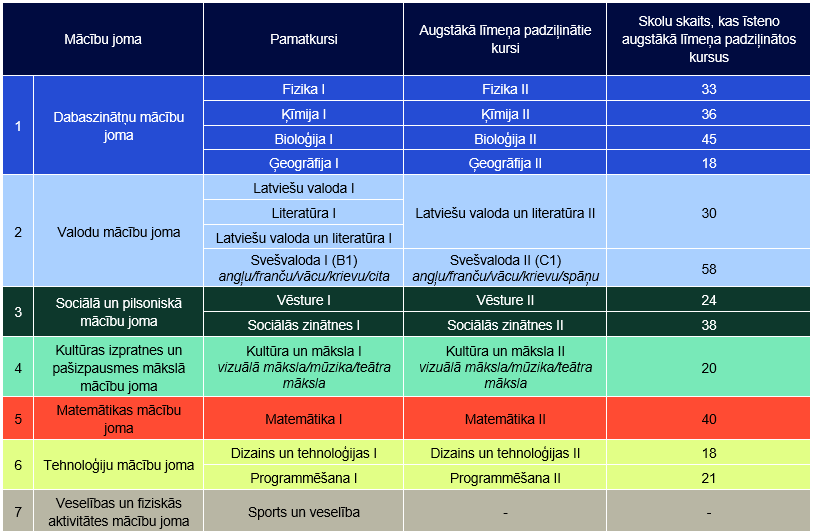 Mācību joma
Pamatkursi
Augstākā līmeņa padziļinātie
kursi
Skolu skaits, kas īsteno
augstākā līmeņa padziļinātos
kursus
1
Dabaszinātņu mācību
joma
Fizika I
Fizika II
33
Ķīmija I
Ķīmija II
36
Bioloģija I
Bioloģija II
45
Ģeogrāfija I
Ģeogrāfija II
18
2
Valodu mācību joma
Latviešu valoda I
Literatūra I
Latviešu valoda un literatūra I
Latviešu valoda un literatūra II
30
Svešvaloda I (B1)
angļu/franču/vācu/krievu/cita
Svešvaloda II (C1)
angļu/franču/vācu/krievu/spāņu
58
3
Sociālā un pilsoniskā
mācību joma
Vēsture I
Vēsture II
24
Sociālās zinātnes I
Sociālās zinātnes II
38
4
Kultūras izpratnes un
pašizpausmes mākslā
mācību joma
Kultūra un māksla I
vizuālā māksla/mūzika/teātra
māksla
Kultūra un māksla II
vizuālā māksla/mūzika/teātra
māksla
20
5
Matemātikas mācību
joma
Matemātika I
Matemātika II
40
6
Tehnoloģiju mācību joma
Dizains un tehnoloģijas I
Dizains un tehnoloģijas II
18
Programmēšana I
Programmēšana II
21
7
Veselības un fiziskās
aktivitātes mācību joma
Sports un veselība
-
-